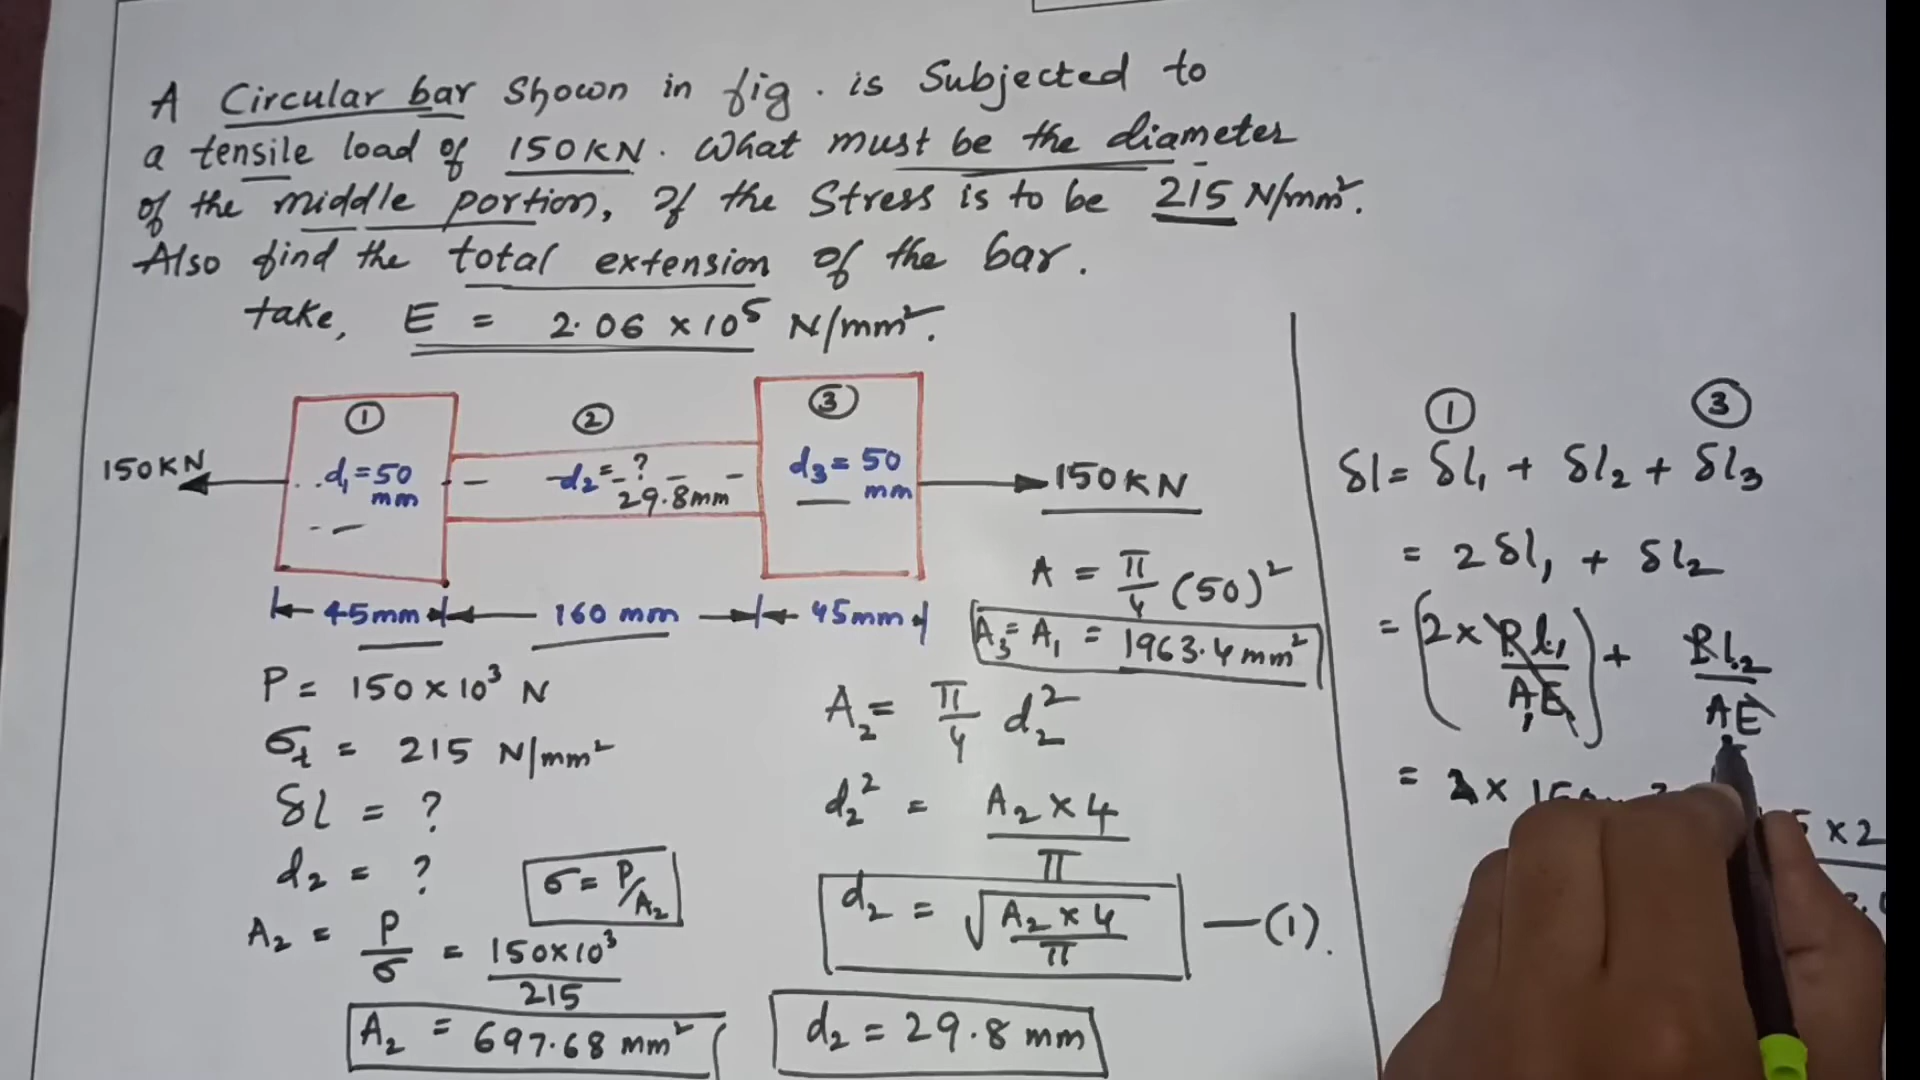 A Circular bar shown in fig. is Subjected to
a tensile load of 150KN. What must be the diameter
of the middle portion, If the Stress is to be 215 N/mm².
Also find the total extension of the bar.
take, E = 2.06 × 10⁵ N/mm².
① ② ③
150KN d₁=50 mm d₂=? 29.8mm d₃=50 mm 150KN
45mm 160 mm 45mm
P = 150 × 10³ N
σt = 215 N/mm²
δl = ?
d₂ = ?
σ = P/A₂
A₂ = P/σ = 150×10³/215
A₂ = 697.68 mm²
A = π/4 (50)²
A₃ = A₁ = 1963.4 mm²
A₂ = π/4 d₂²
d₂² = A₂ × 4/π
d₂ = √(A₂ × 4/π) —(1).
d₂ = 29.8 mm
① ③
δl = δl₁ + δl₂ + δl₃
= 2 δl₁ + δl₂
= (2 × Pl₁/A₁E) + Pl₂/AE
= 2 ×
× 2